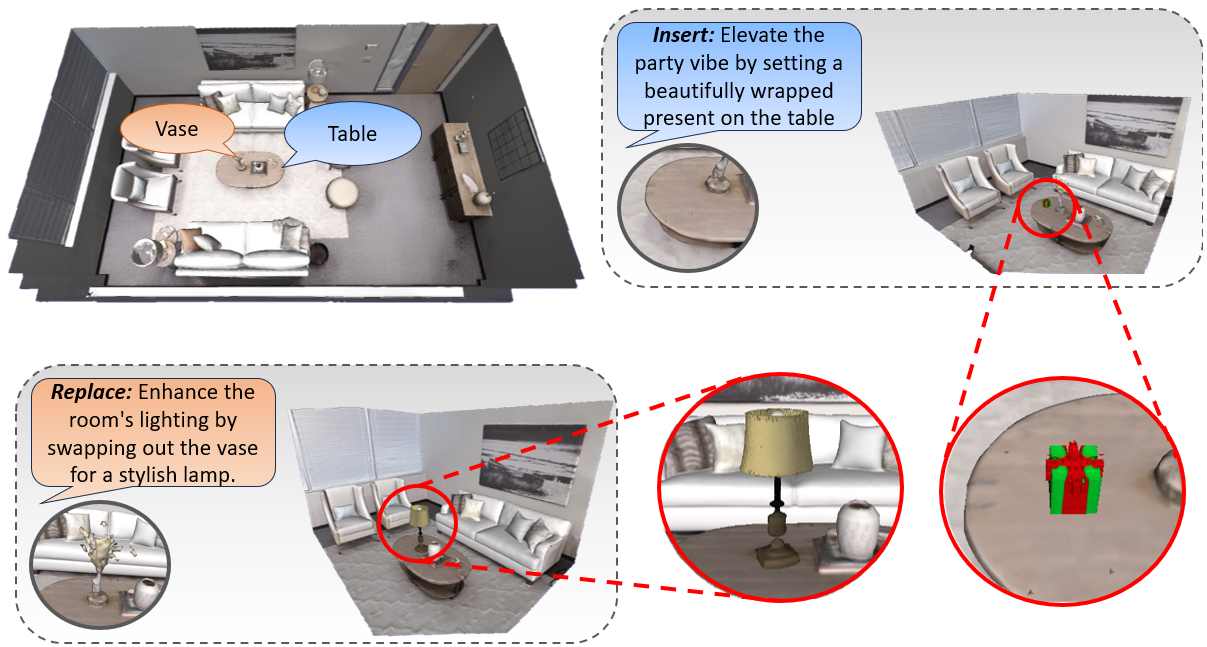 Vase
Table
Insert: Elevate the
party vibe by setting a
beautifully wrapped
present on the table
Replace: Enhance the
room's lighting by
swapping out the vase
for a stylish lamp.